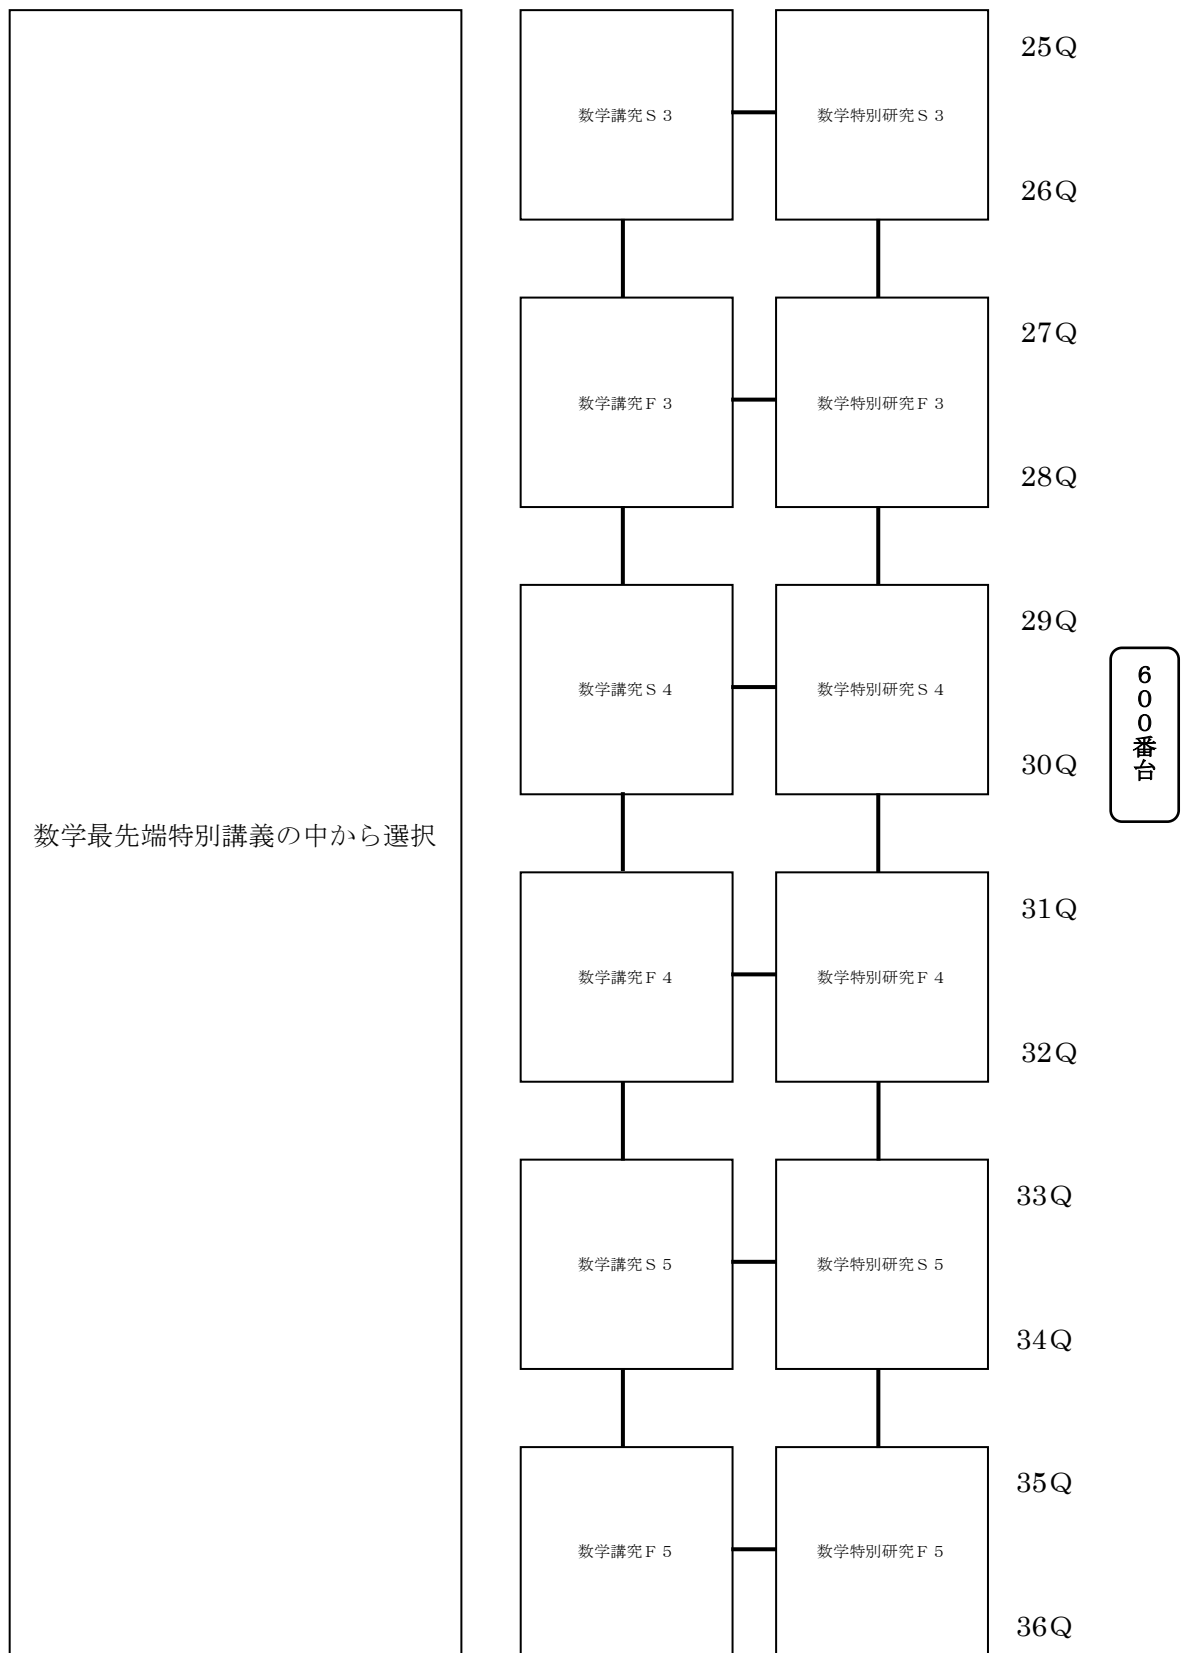 数学講究Ｓ３
数学特別研究Ｓ３
25Q
26Q
数学講究Ｆ３
数学特別研究Ｆ３
27Q
28Q
数学講究Ｓ４
数学特別研究Ｓ４
29Q
30Q
６００番台
数学最先端特別講義の中から選択
数学講究Ｆ４
数学特別研究Ｆ４
31Q
32Q
数学講究Ｓ５
数学特別研究Ｓ５
33Q
34Q
数学講究Ｆ５
数学特別研究Ｆ５
35Q
36Q